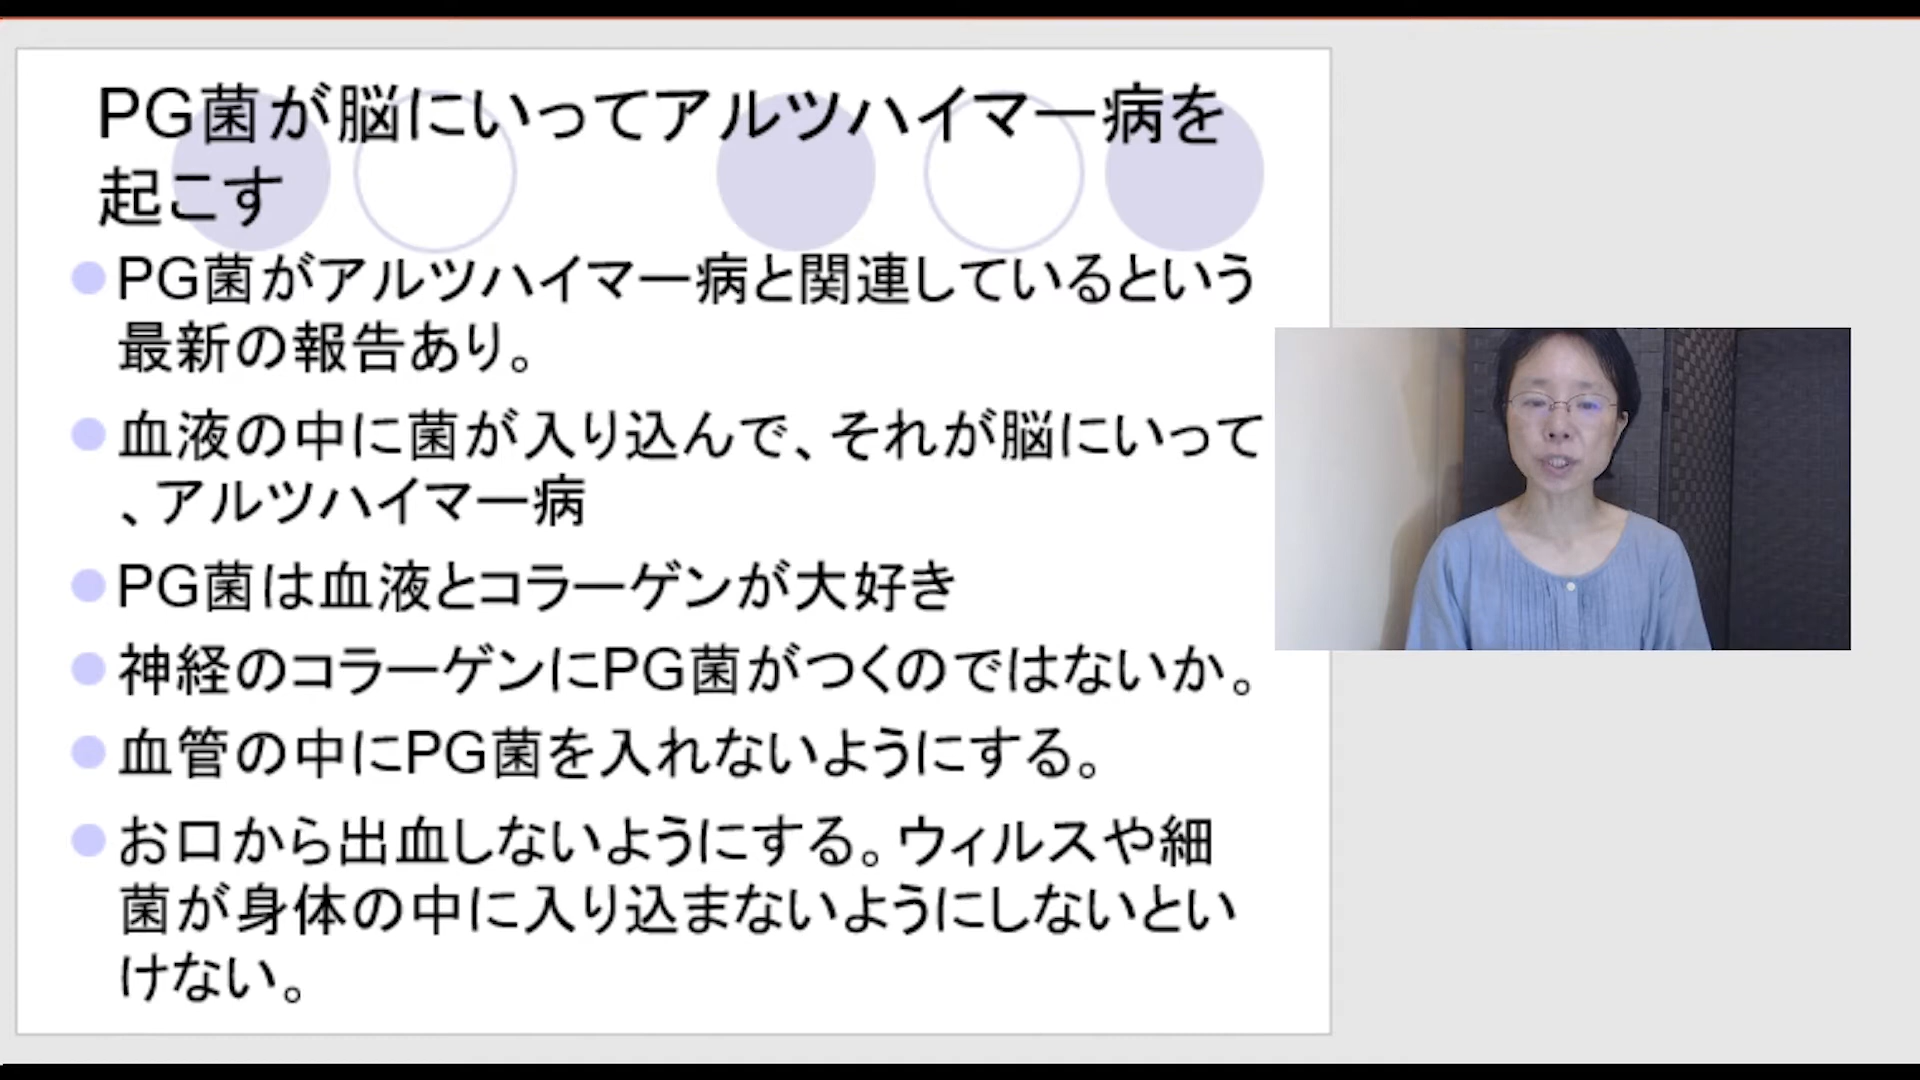 PG菌が脳にいってアルツハイマー病を
起こす
PG菌がアルツハイマー病と関連しているという
最新の報告あり。
血液の中に菌が入り込んで、それが脳にいって
、アルツハイマー病
PG菌は血液とコラーゲンが大好き
神経のコラーゲンにPG菌がつくのではないか。
血管の中にPG菌を入れないようにする。
お口から出血しないようにする。ウィルスや細
菌が身体の中に入り込まないようにしないとい
けない。